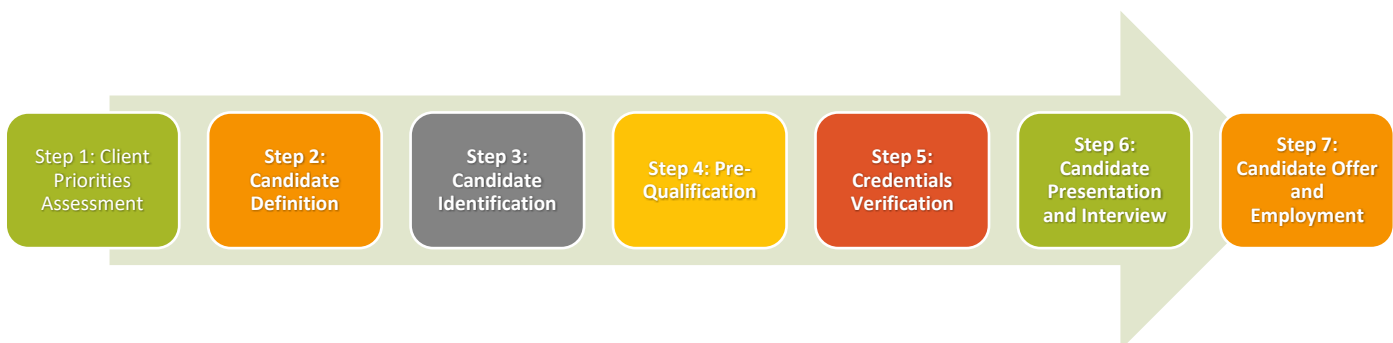 Step 1: Client
Priorities
Assessment
Step 2:
Candidate
Definition
Step 3:
Candidate
Identification
Step 4: Pre-
Qualification
Step 5:
Credentials
Verification
Step 6:
Candidate
Presentation
and Interview
Step 7:
Candidate Offer
and
Employment